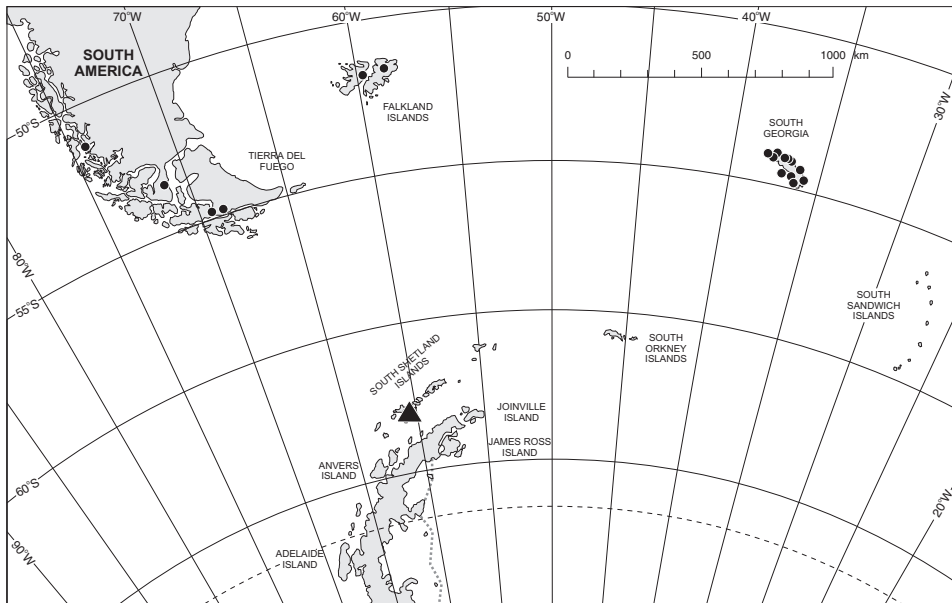 70°W
60°W
50°W
40°W
SOUTH
AMERICA
0 500 1000 km
30°W
FALKLAND
ISLANDS
50°S
SOUTH
GEORGIA
TIERRA DEL
FUEGO
80°W
55°S
SOUTH
SANDWICH
ISLANDS
SOUTH
ORKNEY
ISLANDS
SOUTH SHETLAND
ISLANDS
JOINVILLE
ISLAND
JAMES ROSS
ISLAND
ANVERS
ISLAND
60°S
20°W
90°W
ADELAIDE
ISLAND